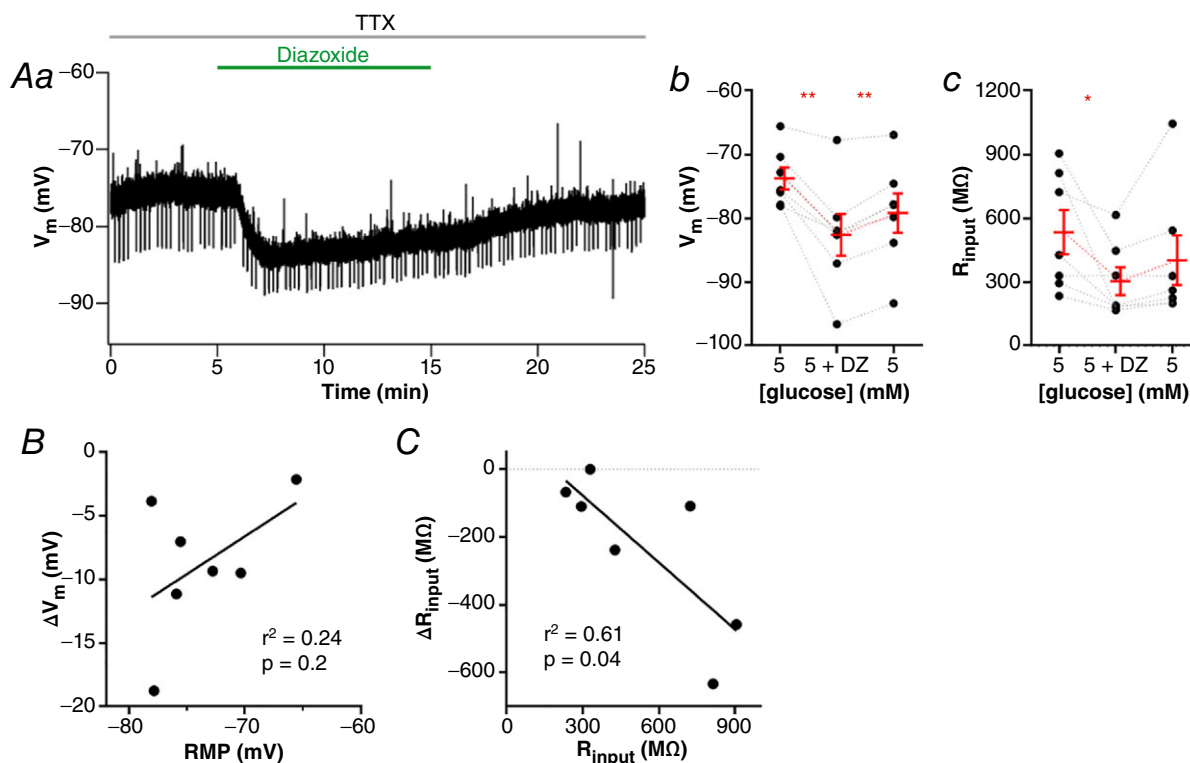 TTX
Diazoxide
Aa
−60
−70
−80
−90
Vm (mV)
0 5 10 15 20 25
Time (min)
b
** **
−60
−70
−80
−90
−100
Vm (mV)
5 5 + DZ 5
[glucose] (mM)
c
*
1200
900
600
300
0
Rinput (MΩ)
5 5 + DZ 5
[glucose] (mM)
B
0
−5
−10
−15
−20
ΔVm (mV)
r² = 0.24
p = 0.2
−80 −70 −60
RMP (mV)
C
0
−200
−400
−600
ΔRinput (MΩ)
r² = 0.61
p = 0.04
0 300 600 900
Rinput (MΩ)